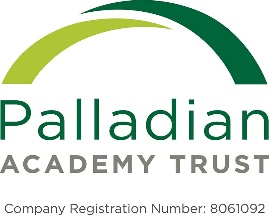 Palladian
ACADEMY TRUST
Company Registration Number: 8061092